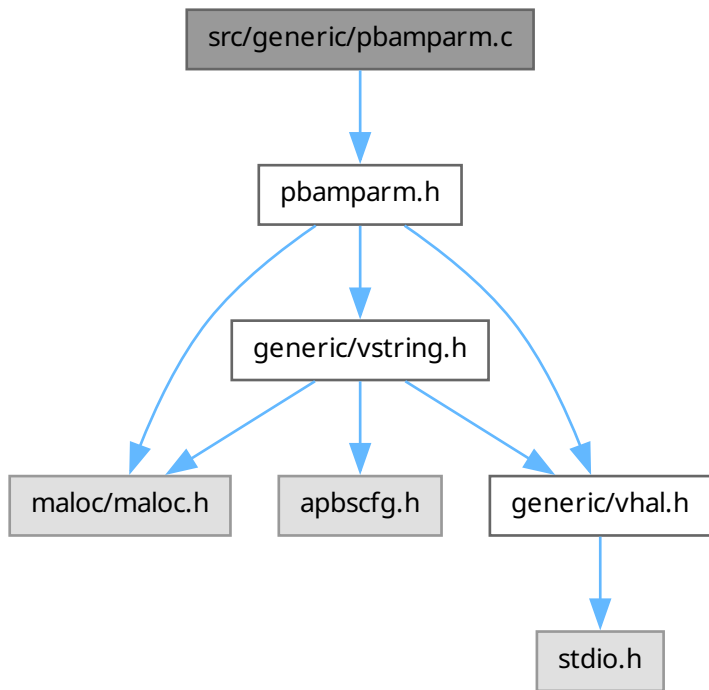 src/generic/pbamparm.c
pbamparm.h
generic/vstring.h
maloc/maloc.h
apbscfg.h
generic/vhal.h
stdio.h